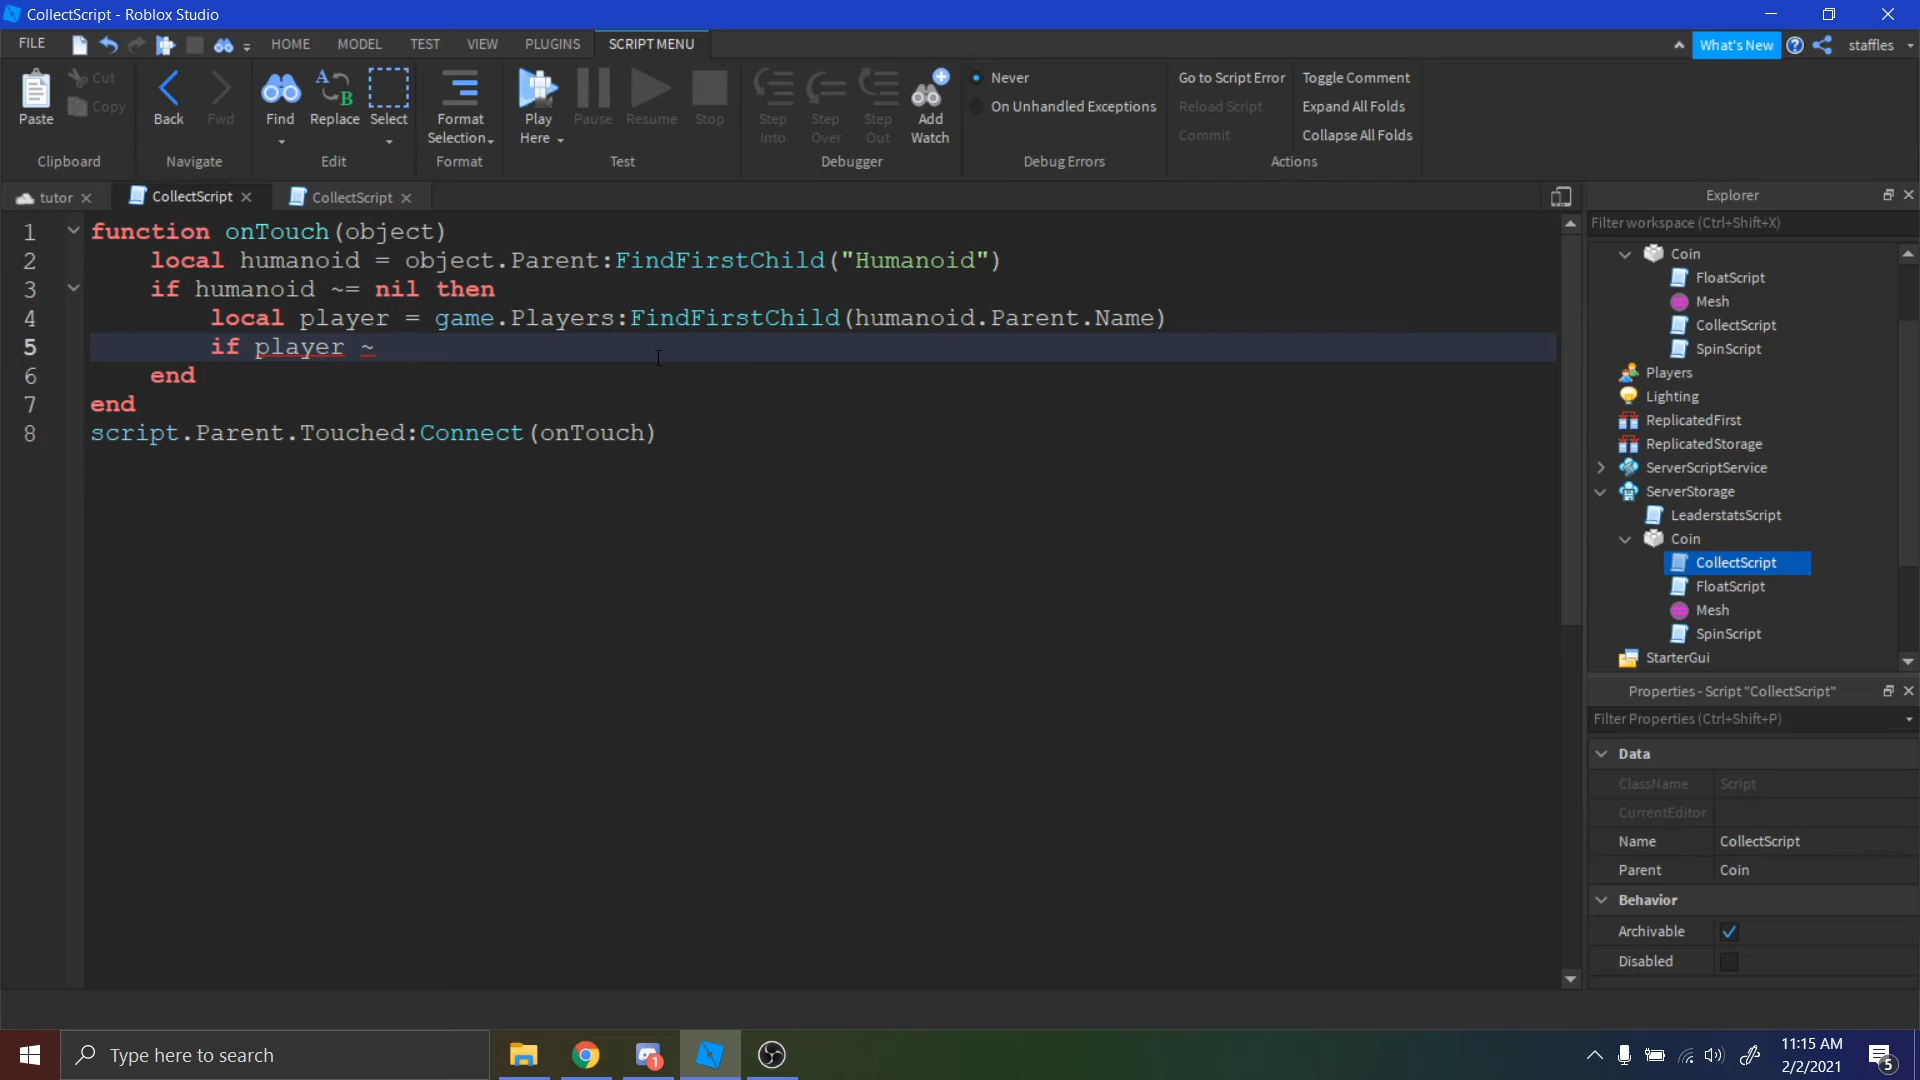 CollectScript - Roblox Studio
FILE HOME MODEL TEST VIEW PLUGINS SCRIPT MENU What's New staffles
Paste Cut Copy Back Fwd Find Replace Select Format Selection Play Here Pause Resume Stop Step Into Step Over Step Out Add Watch
Never
On Unhandled Exceptions
Go to Script Error
Reload Script
Commit
Toggle Comment
Expand All Folds
Collapse All Folds
Clipboard Navigate Edit Format Test Debugger Debug Errors Actions
tutor CollectScript CollectScript
1 function onTouch(object)
2 local humanoid = object.Parent:FindFirstChild("Humanoid")
3 if humanoid ~= nil then
4 local player = game.Players:FindFirstChild(humanoid.Parent.Name)
5 if player ~
6 end
7 end
8 script.Parent.Touched:Connect(onTouch)
Explorer
Filter workspace (Ctrl+Shift+X)
Coin
FloatScript
Mesh
CollectScript
SpinScript
Players
Lighting
ReplicatedFirst
ReplicatedStorage
ServerScriptService
ServerStorage
LeaderstatsScript
Coin
CollectScript
FloatScript
Mesh
SpinScript
StarterGui
Properties - Script "CollectScript"
Filter Properties (Ctrl+Shift+P)
Data
ClassName Script
CurrentEditor
Name CollectScript
Parent Coin
Behavior
Archivable
Disabled
Type here to search
1
11:15 AM
2/2/2021
5